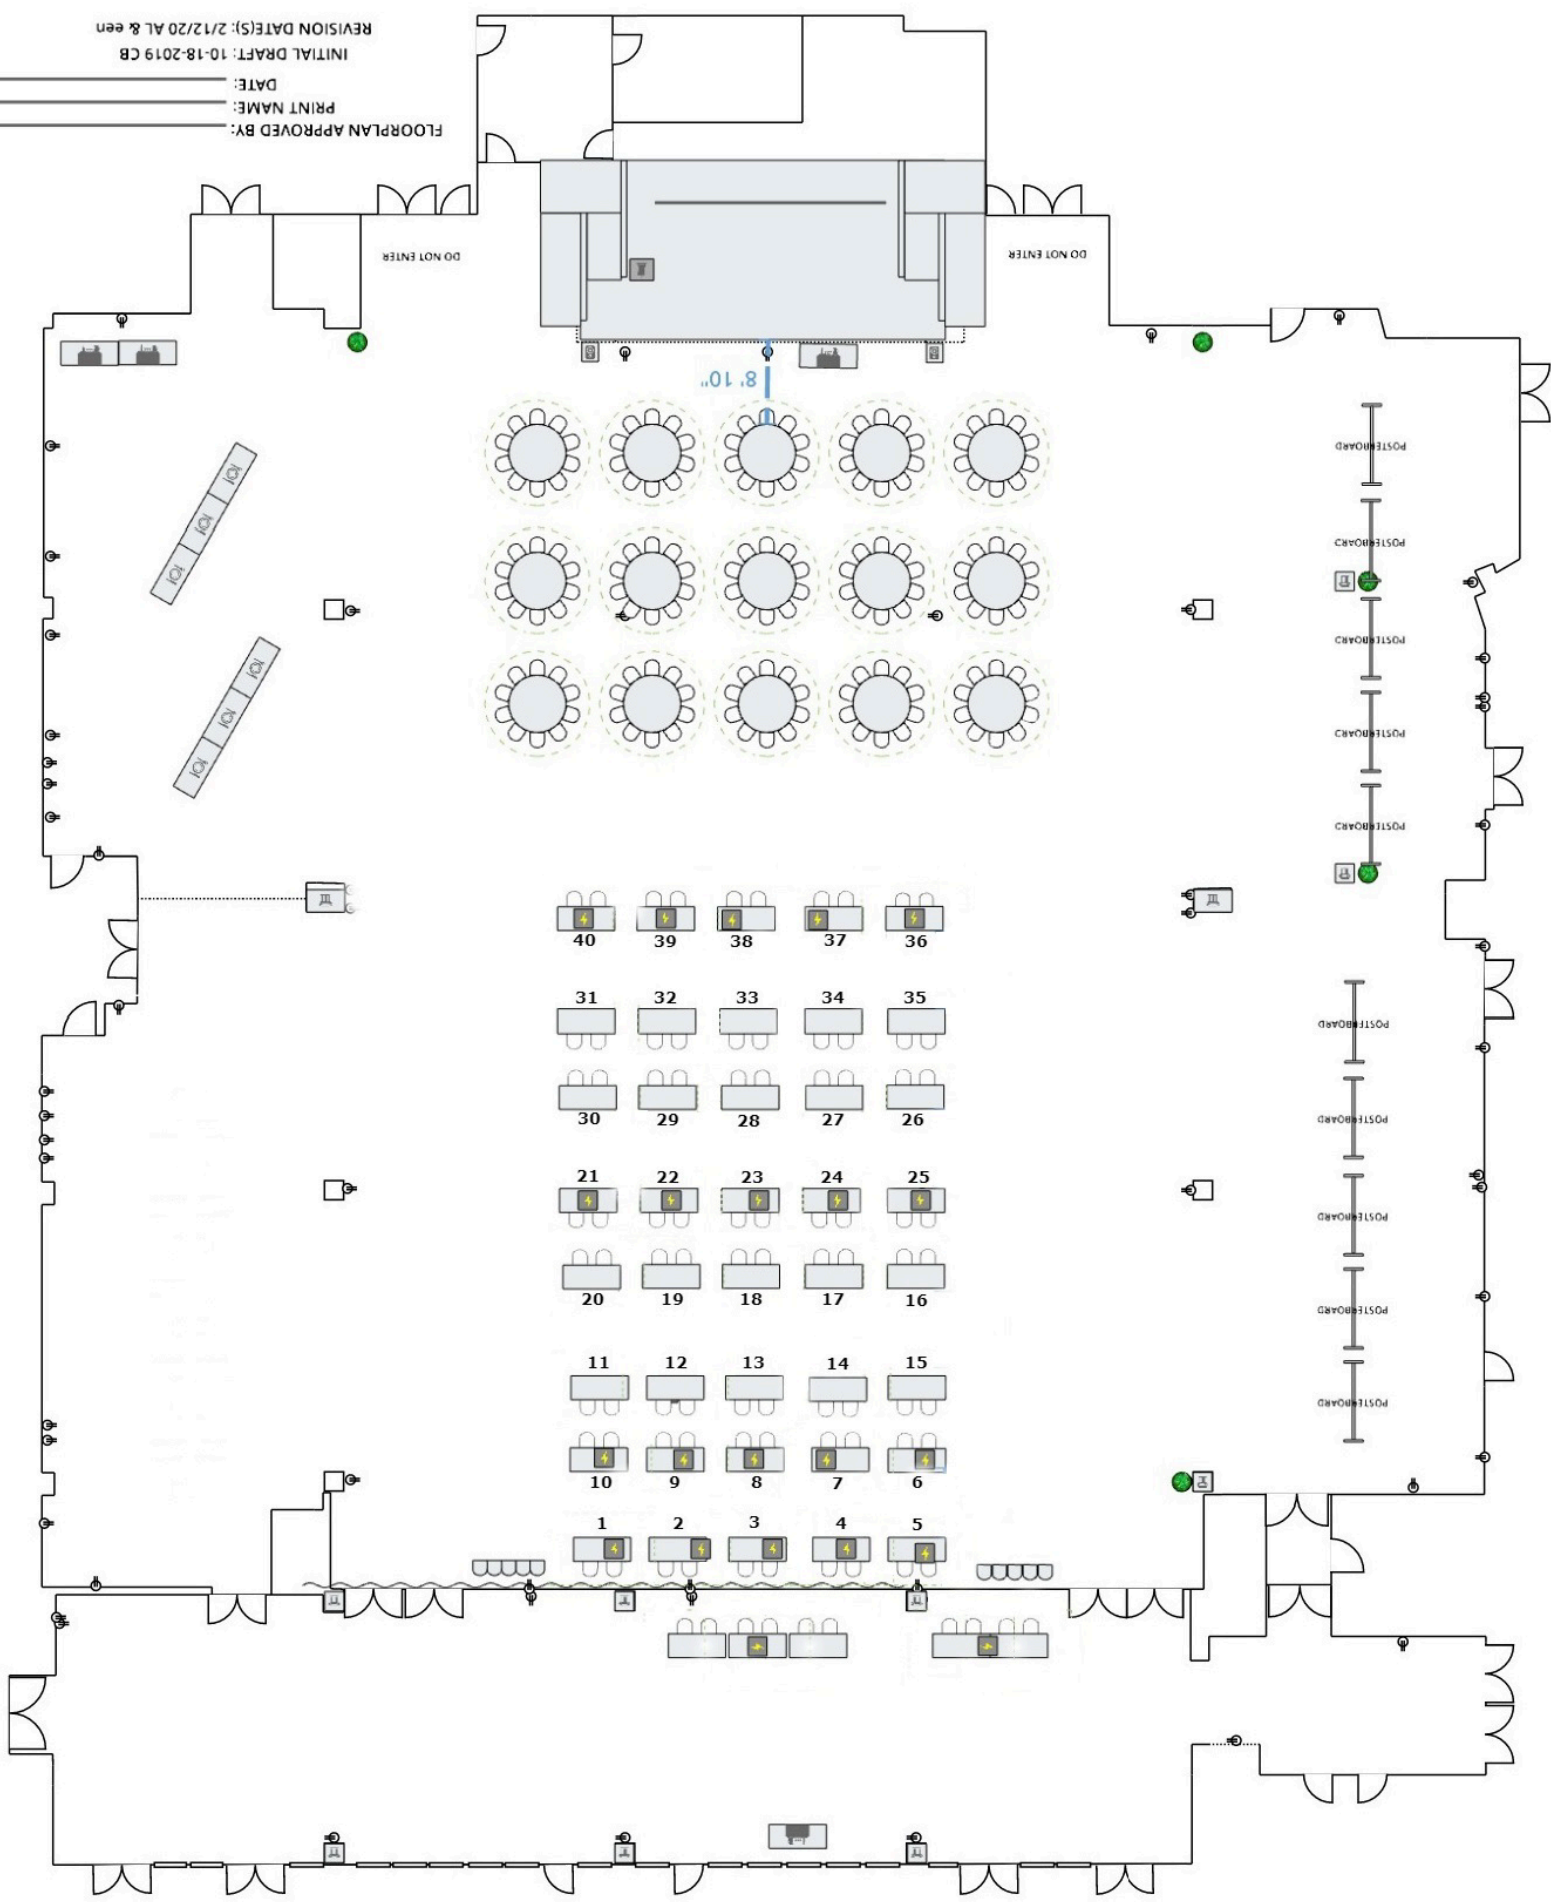 REVISION DATE(S): 2/12/20 AL & een
INITIAL DRAFT: 10-18-2019 CB
DATE:
PRINT NAME:
FLOORPLAN APPROVED BY:
DO NOT ENTER
DO NOT ENTER
8' 10"
POSTERBOARD
POSTERBOARD
POSTERBOARD
POSTERBOARD
POSTERBOARD
40 39 38 37 36
31 32 33 34 35
POSTERBOARD
30 29 28 27 26
POSTERBOARD
21 22 23 24 25
POSTERBOARD
20 19 18 17 16
POSTERBOARD
11 12 13 14 15
POSTERBOARD
10 9 8 7 6
1 2 3 4 5